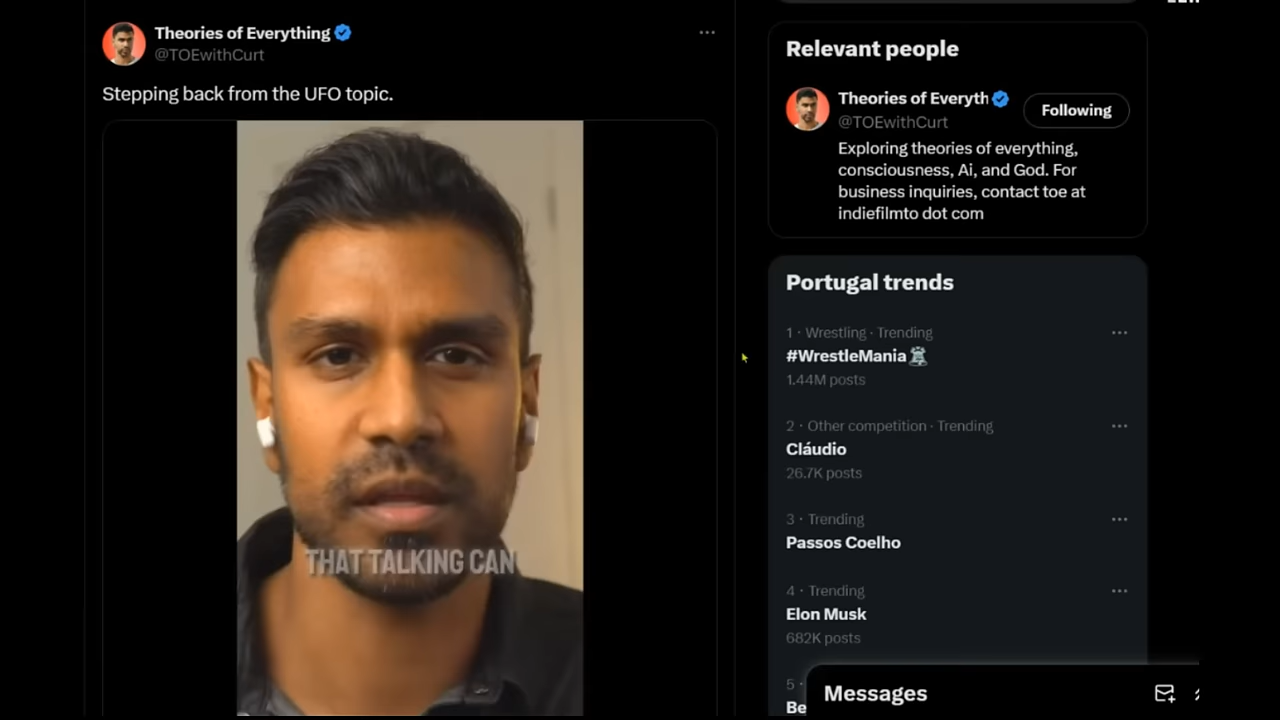 Theories of Everything
@TOEwithCurt
Stepping back from the UFO topic.
THAT TALKING CAN
Relevant people
Theories of Everyth
@TOEwithCurt
Following
Exploring theories of everything,
consciousness, Ai, and God. For
business inquiries, contact toe at
indiefilmto dot com
Portugal trends
1 · Wrestling · Trending
#WrestleMania
1.44M posts
2 · Other competition · Trending
Cláudio
26.7K posts
3 · Trending
Passos Coelho
4 · Trending
Elon Musk
682K posts
5 ·
Be
Messages